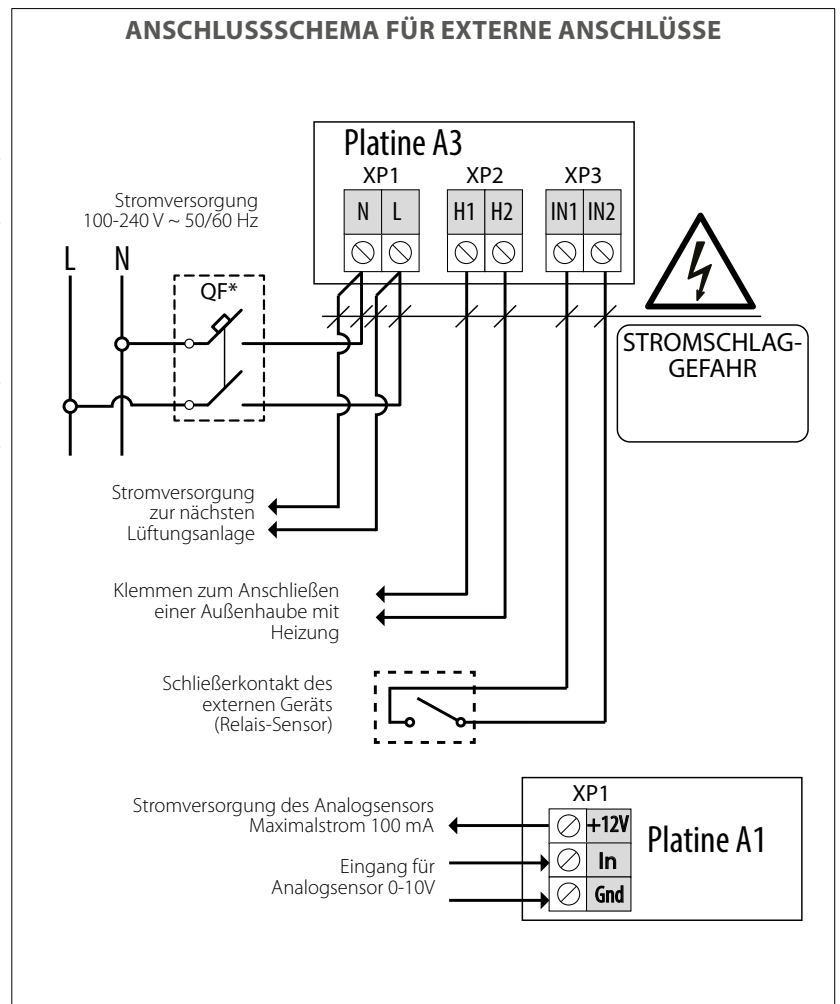 ANSCHLUSSSCHEMA FÜR EXTERNE ANSCHLÜSSE
Platine A3
XP1 XP2 XP3
N L H1 H2 IN1 IN2
Stromversorgung
100-240 V ~ 50/60 Hz
L N
QF*
STROMSCHLAG-
GEFAHR
Stromversorgung
zur nächsten
Lüftungsanlage
Klemmen zum Anschließen
einer Außenhaube mit
Heizung
Schließerkontakt des
externen Geräts
(Relais-Sensor)
XP1
Stromversorgung des Analogsensors
Maximalstrom 100 mA
+12V
Platine A1
In
Eingang für
Analogsensor 0-10V
Gnd